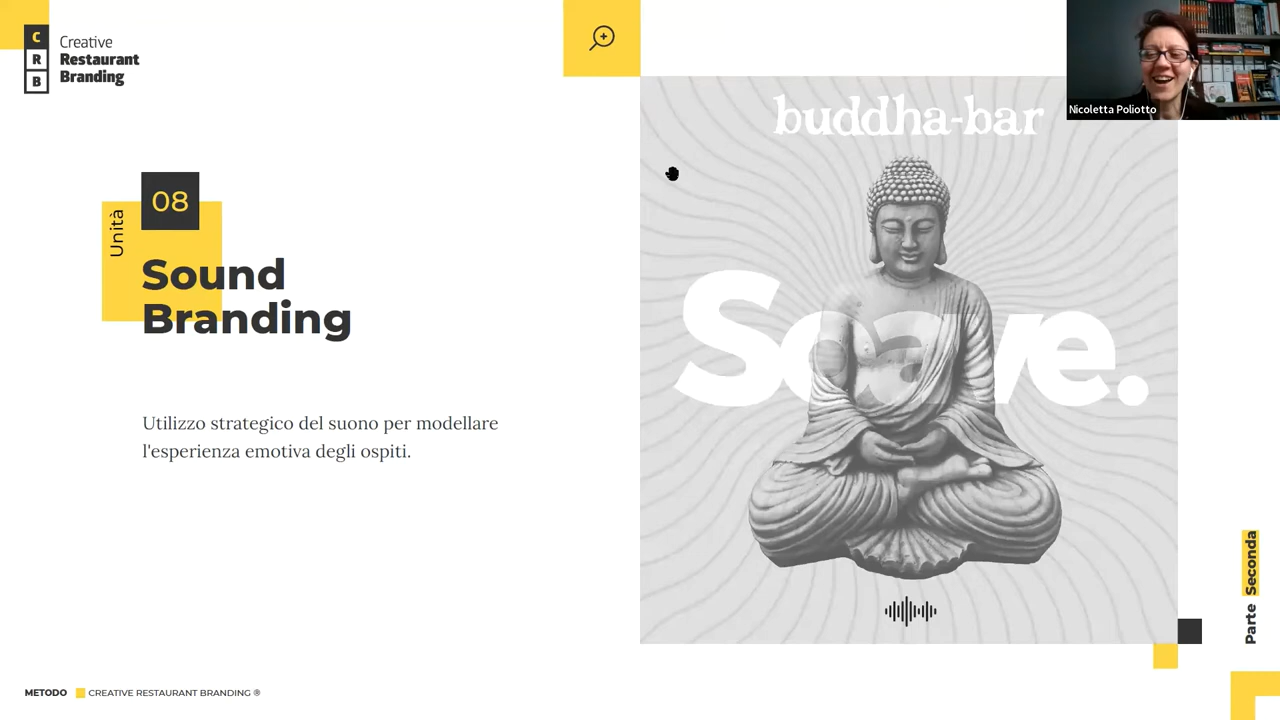 C
R
B
Creative
Restaurant
Branding
Nicoletta Poliotto
buddha-bar
Soave.
08
Unità
Sound
Branding
Utilizzo strategico del suono per modellare
l'esperienza emotiva degli ospiti.
Parte Seconda
METODO CREATIVE RESTAURANT BRANDING ®